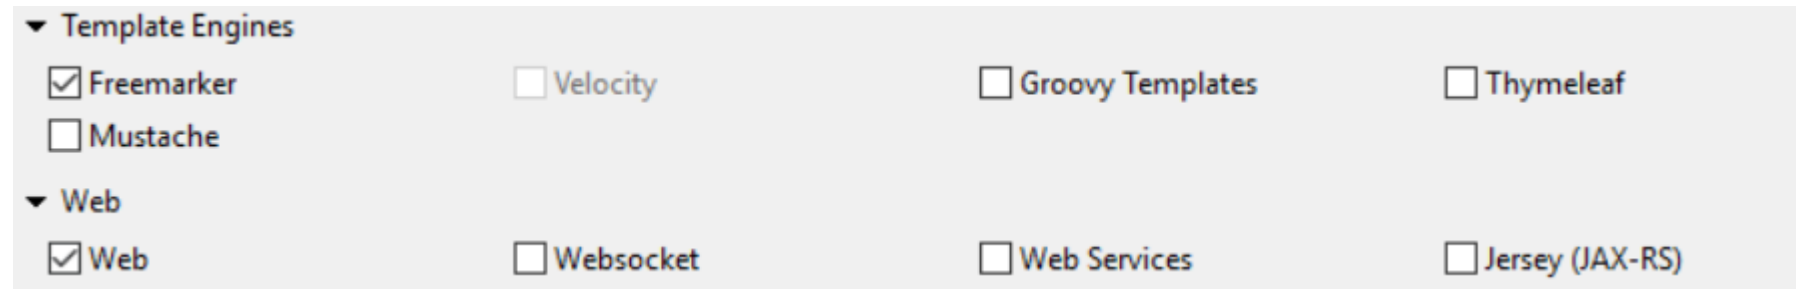 Template Engines
Freemarker Velocity Groovy Templates Thymeleaf
Mustache
Web
Web Websocket Web Services Jersey (JAX-RS)